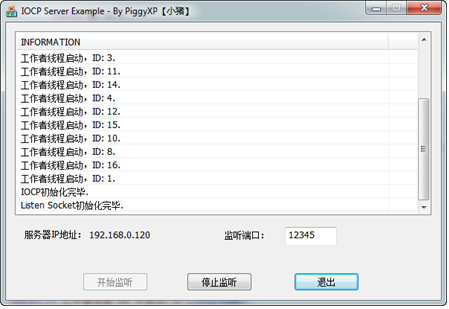 IOCP Server Example - By PiggyXP【小猪】
INFORMATION
工作者线程启动，ID: 3.
工作者线程启动，ID: 11.
工作者线程启动，ID: 14.
工作者线程启动，ID: 4.
工作者线程启动，ID: 12.
工作者线程启动，ID: 15.
工作者线程启动，ID: 10.
工作者线程启动，ID: 8.
工作者线程启动，ID: 16.
工作者线程启动，ID: 1.
IOCP初始化完毕.
Listen Socket初始化完毕.
服务器IP地址: 192.168.0.120 监听端口: 12345
开始监听 停止监听 退出